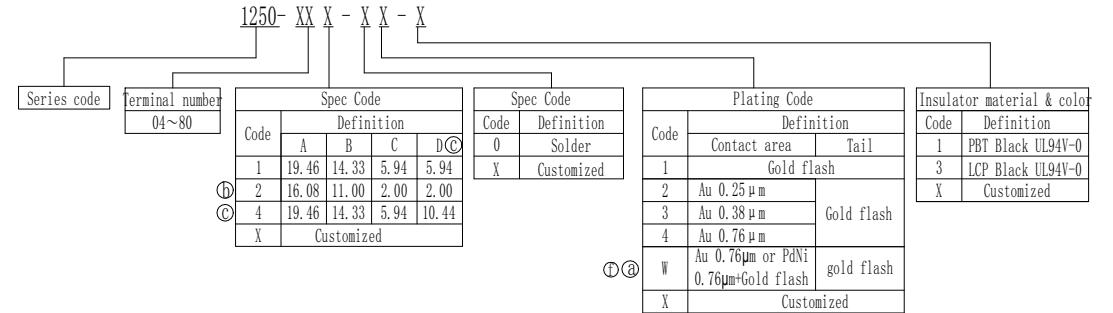 1250- XX X - X X - X
Series code
Terminal number
04~80
Spec Code
Code Definition
A B C D ⓒ
1 19.46 14.33 5.94 5.94
ⓑ 2 16.08 11.00 2.00 2.00
ⓒ 4 19.46 14.33 5.94 10.44
X Customized
Spec Code
Code Definition
0 Solder
X Customized
Plating Code
Code Definition
Contact area Tail
1 Gold flash
2 Au 0.25μm
3 Au 0.38μm Gold flash
4 Au 0.76μm
ⓕ ⓐ W Au 0.76μm or PdNi
0.76μm+Gold flash gold flash
X Customized
Insulator material & color
Code Definition
1 PBT Black UL94V-0
3 LCP Black UL94V-0
X Customized